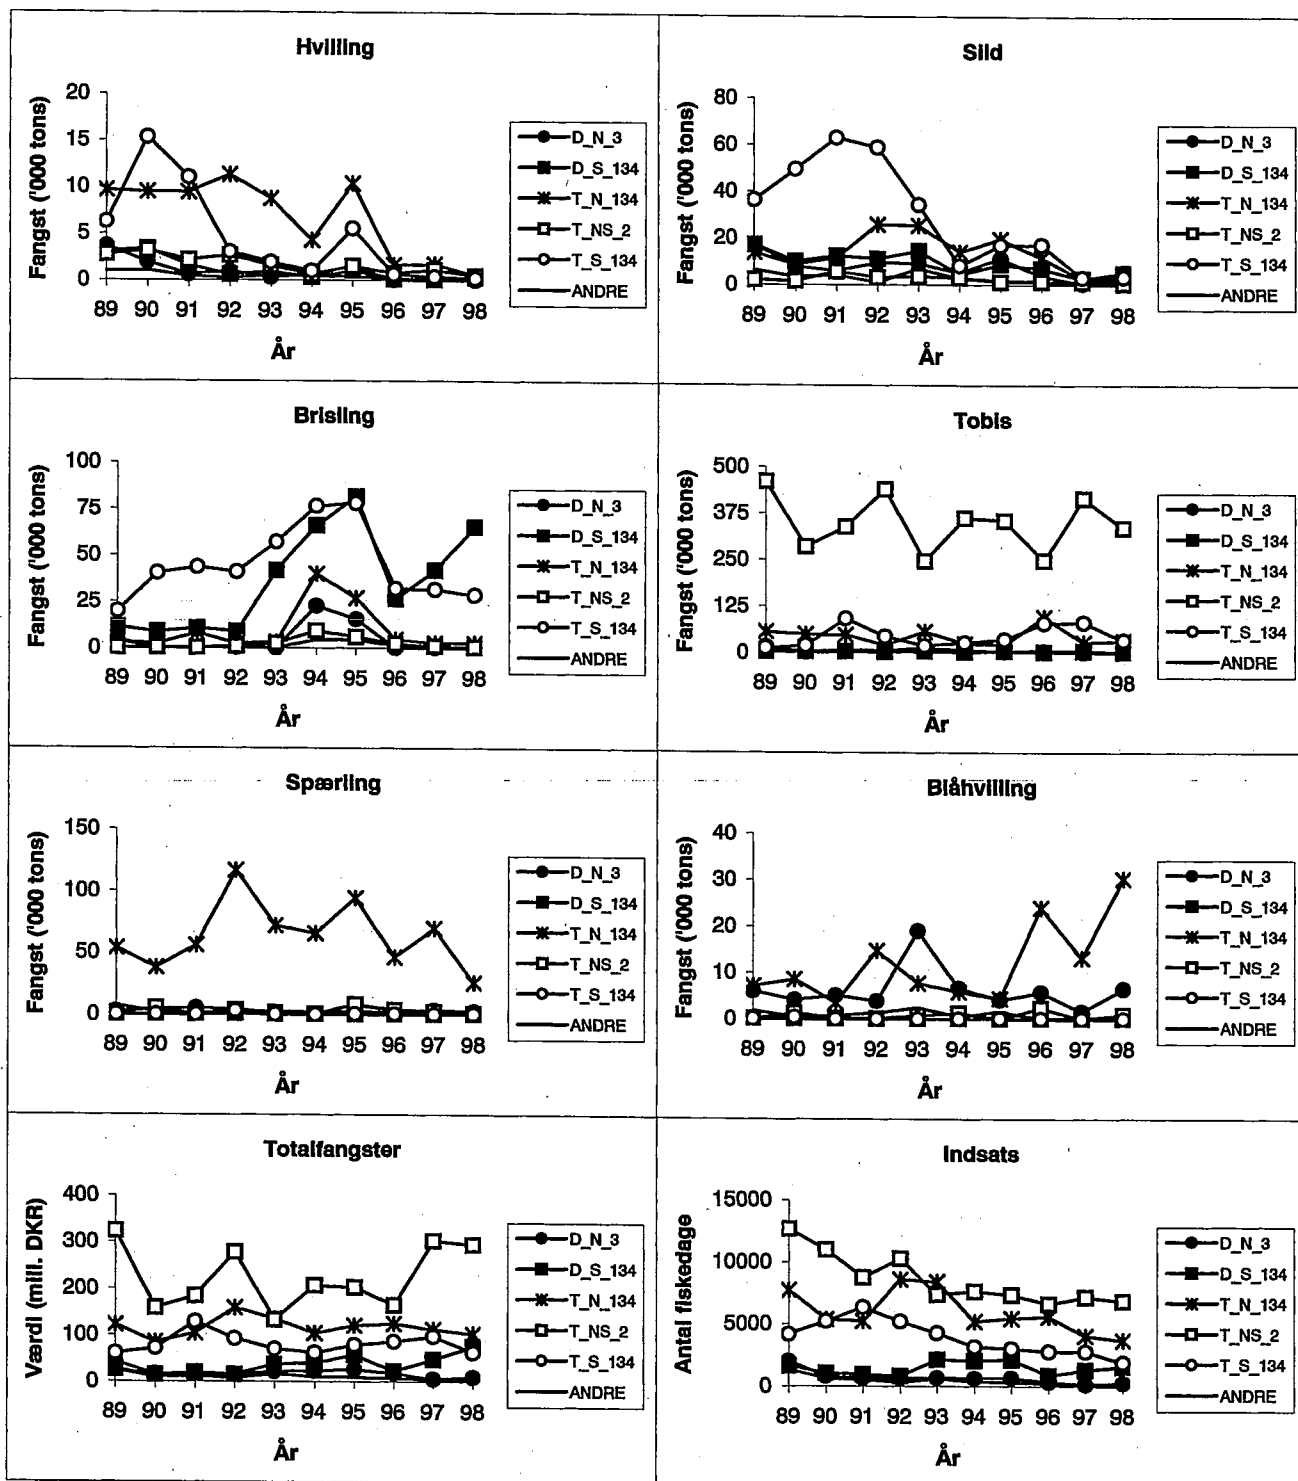 Hvilling
Fangst ('000 tons)
20
15
10
5
0
89 90 91 92 93 94 95 96 97 98
År
D_N_3
D_S_134
T_N_134
T_NS_2
T_S_134
ANDRE
Sild
Fangst ('000 tons)
80
60
40
20
0
89 90 91 92 93 94 95 96 97 98
År
D_N_3
D_S_134
T_N_134
T_NS_2
T_S_134
ANDRE
Brisling
Fangst ('000 tons)
100
75
50
25
0
89 90 91 92 93 94 95 96 97 98
År
D_N_3
D_S_134
T_N_134
T_NS_2
T_S_134
ANDRE
Tobis
Fangst ('000 tons)
500
375
250
125
0
89 90 91 92 93 94 95 96 97 98
År
D_N_3
D_S_134
T_N_134
T_NS_2
T_S_134
ANDRE
Spærling
Fangst ('000 tons)
150
100
50
0
89 90 91 92 93 94 95 96 97 98
År
D_N_3
D_S_134
T_N_134
T_NS_2
T_S_134
ANDRE
Blåhvilling
Fangst ('000 tons)
40
30
20
10
0
89 90 91 92 93 94 95 96 97 98
År
D_N_3
D_S_134
T_N_134
T_NS_2
T_S_134
ANDRE
Totalfangster
Værdi (mill. DKR)
400
300
200
100
0
89 90 91 92 93 94 95 96 97 98
År
D_N_3
D_S_134
T_N_134
T_NS_2
T_S_134
ANDRE
Indsats
Antal fiskedage
15000
10000
5000
0
89 90 91 92 93 94 95 96 97 98
År
D_N_3
D_S_134
T_N_134
T_NS_2
T_S_134
ANDRE